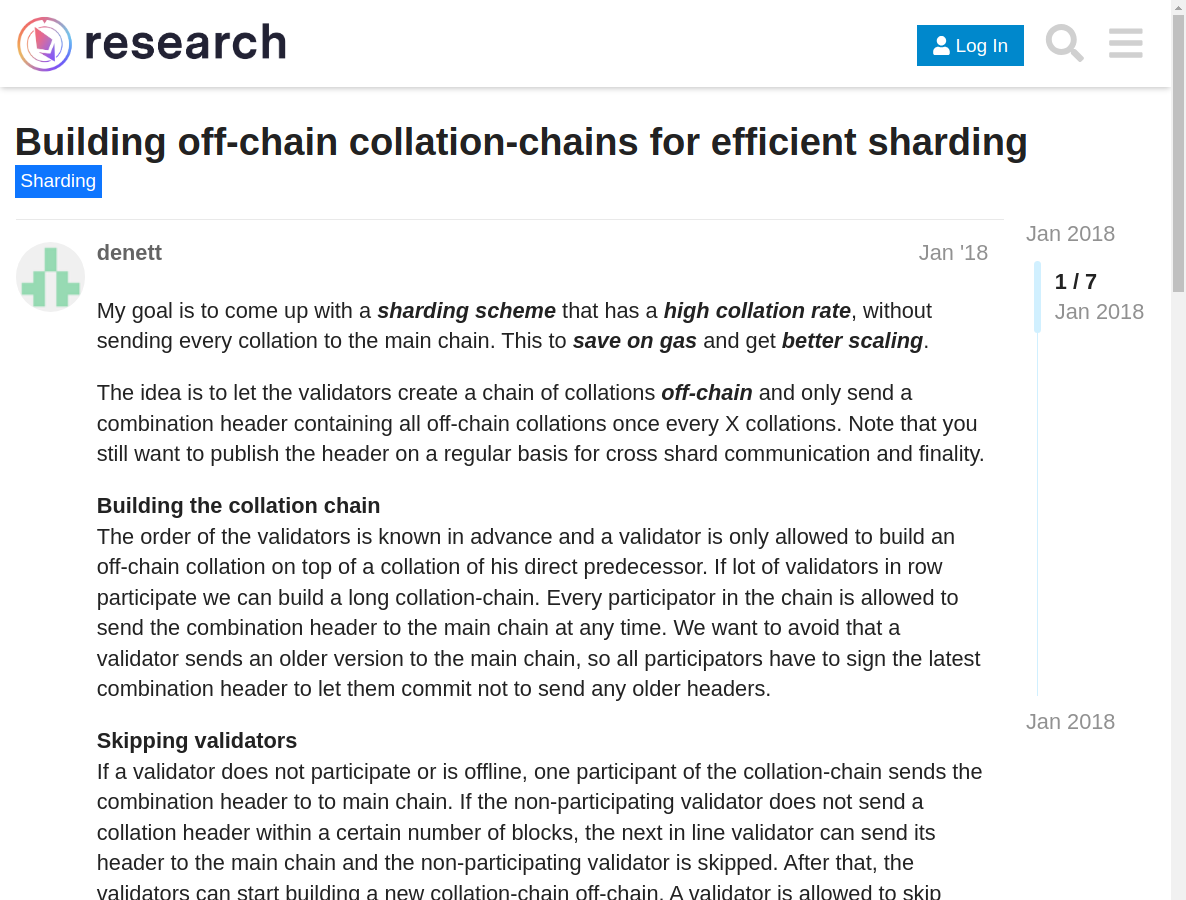 research
Log In
Building off-chain collation-chains for efficient sharding
Sharding
denett
Jan '18
Jan 2018
1 / 7
Jan 2018
My goal is to come up with a sharding scheme that has a high collation rate, without
sending every collation to the main chain. This to save on gas and get better scaling.
The idea is to let the validators create a chain of collations off-chain and only send a
combination header containing all off-chain collations once every X collations. Note that you
still want to publish the header on a regular basis for cross shard communication and finality.
Building the collation chain
The order of the validators is known in advance and a validator is only allowed to build an
off-chain collation on top of a collation of his direct predecessor. If lot of validators in row
participate we can build a long collation-chain. Every participator in the chain is allowed to
send the combination header to the main chain at any time. We want to avoid that a
validator sends an older version to the main chain, so all participators have to sign the latest
combination header to let them commit not to send any older headers.
Jan 2018
Skipping validators
If a validator does not participate or is offline, one participant of the collation-chain sends the
combination header to to main chain. If the non-participating validator does not send a
collation header within a certain number of blocks, the next in line validator can send its
header to the main chain and the non-participating validator is skipped. After that, the
validators can start building a new collation-chain off-chain. A validator is allowed to skip